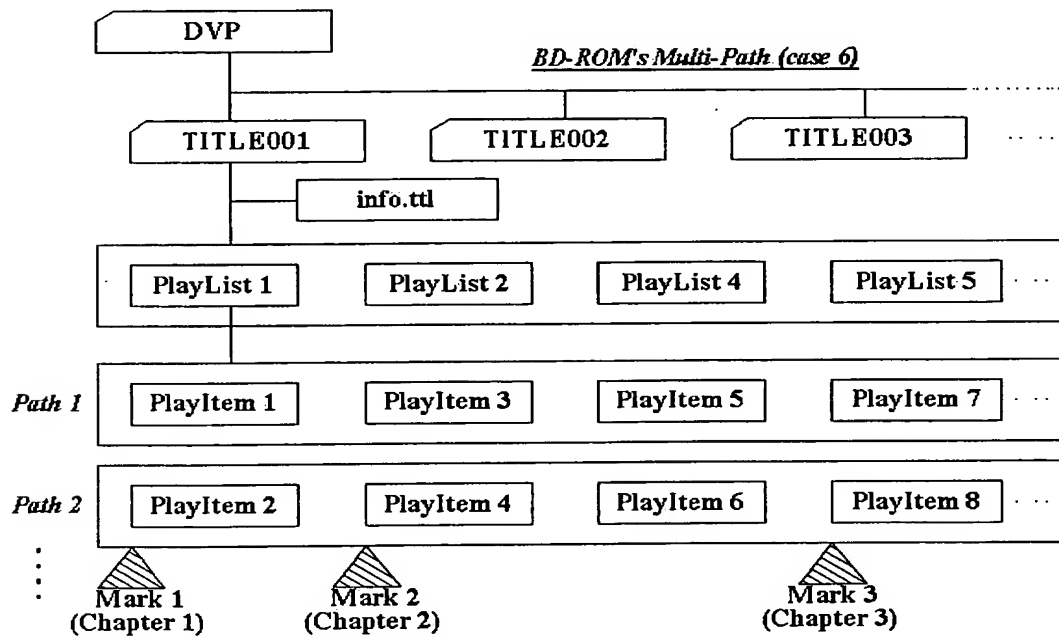 DVP
BD-ROM's Multi-Path (case 6)
TITLE001 TITLE002 TITLE003
info.ttl
PlayList 1 PlayList 2 PlayList 4 PlayList 5
Path 1 PlayItem 1 PlayItem 3 PlayItem 5 PlayItem 7
Path 2 PlayItem 2 PlayItem 4 PlayItem 6 PlayItem 8
Mark 1 Mark 2 Mark 3
(Chapter 1) (Chapter 2) (Chapter 3)